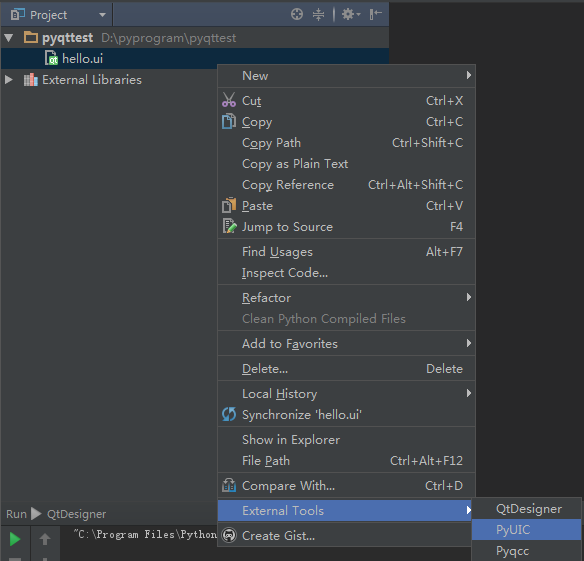 Project
pyqttest D:\pyprogram\pyqttest
hello.ui
External Libraries
New
Cut Ctrl+X
Copy Ctrl+C
Copy Path Ctrl+Shift+C
Copy as Plain Text
Copy Reference Ctrl+Alt+Shift+C
Paste Ctrl+V
Jump to Source F4
Find Usages Alt+F7
Inspect Code...
Refactor
Clean Python Compiled Files
Add to Favorites
Delete... Delete
Local History
Synchronize 'hello.ui'
Show in Explorer
File Path Ctrl+Alt+F12
Compare With... Ctrl+D
External Tools
Create Gist...
QtDesigner
PyUIC
Pyqcc
Run QtDesigner
"C:\Program Files\Python